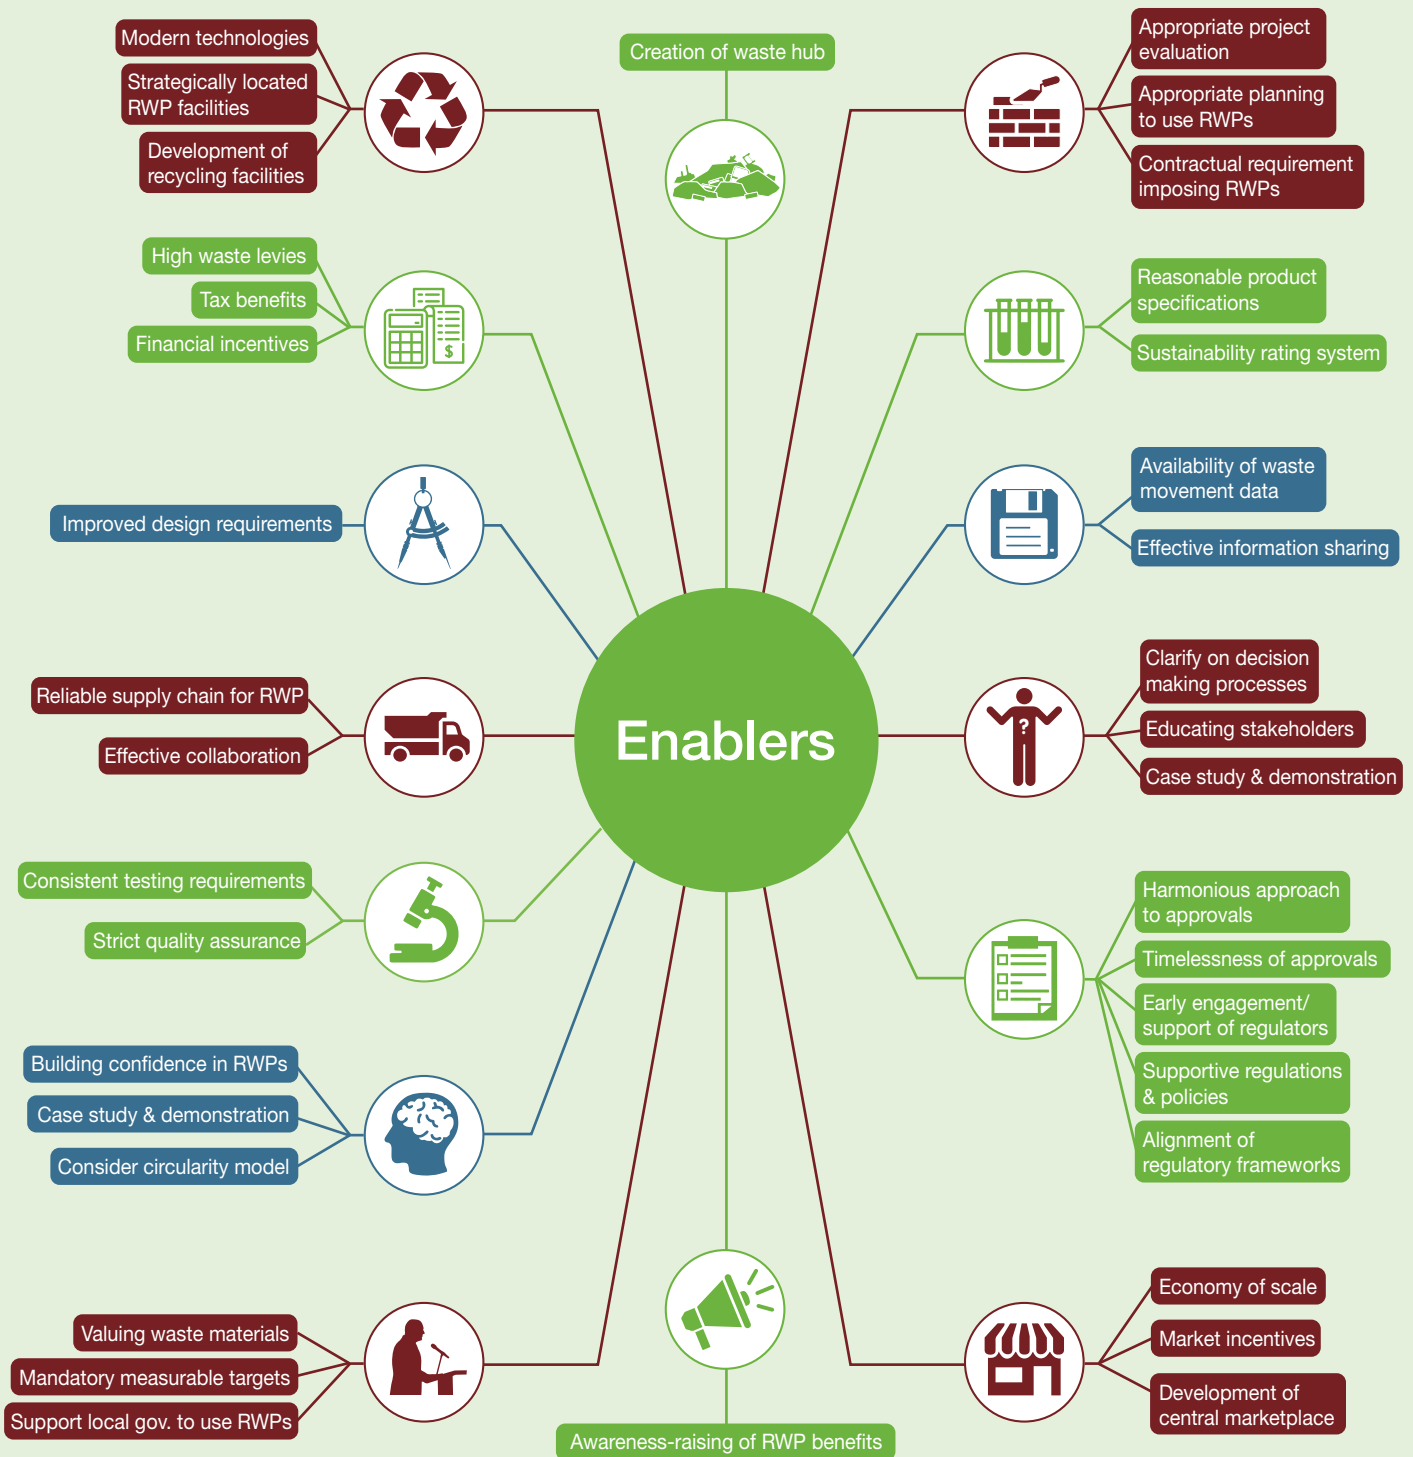 Modern technologies
Strategically located
RWP facilities
Development of
recycling facilities
Creation of waste hub
Appropriate project
evaluation
Appropriate planning
to use RWPs
Contractual requirement
imposing RWPs
High waste levies
Tax benefits
Financial incentives
$
Reasonable product
specifications
Sustainability rating system
Improved design requirements
Availability of waste
movement data
Effective information sharing
Reliable supply chain for RWP
Effective collaboration
Enablers
?
Clarify on decision
making processes
Educating stakeholders
Case study & demonstration
Consistent testing requirements
Strict quality assurance
Harmonious approach
to approvals
Timelessness of approvals
Early engagement/
support of regulators
Supportive regulations
& policies
Alignment of
regulatory frameworks
Building confidence in RWPs
Case study & demonstration
Consider circularity model
Valuing waste materials
Mandatory measurable targets
Support local gov. to use RWPs
Awareness-raising of RWP benefits
Economy of scale
Market incentives
Development of
central marketplace